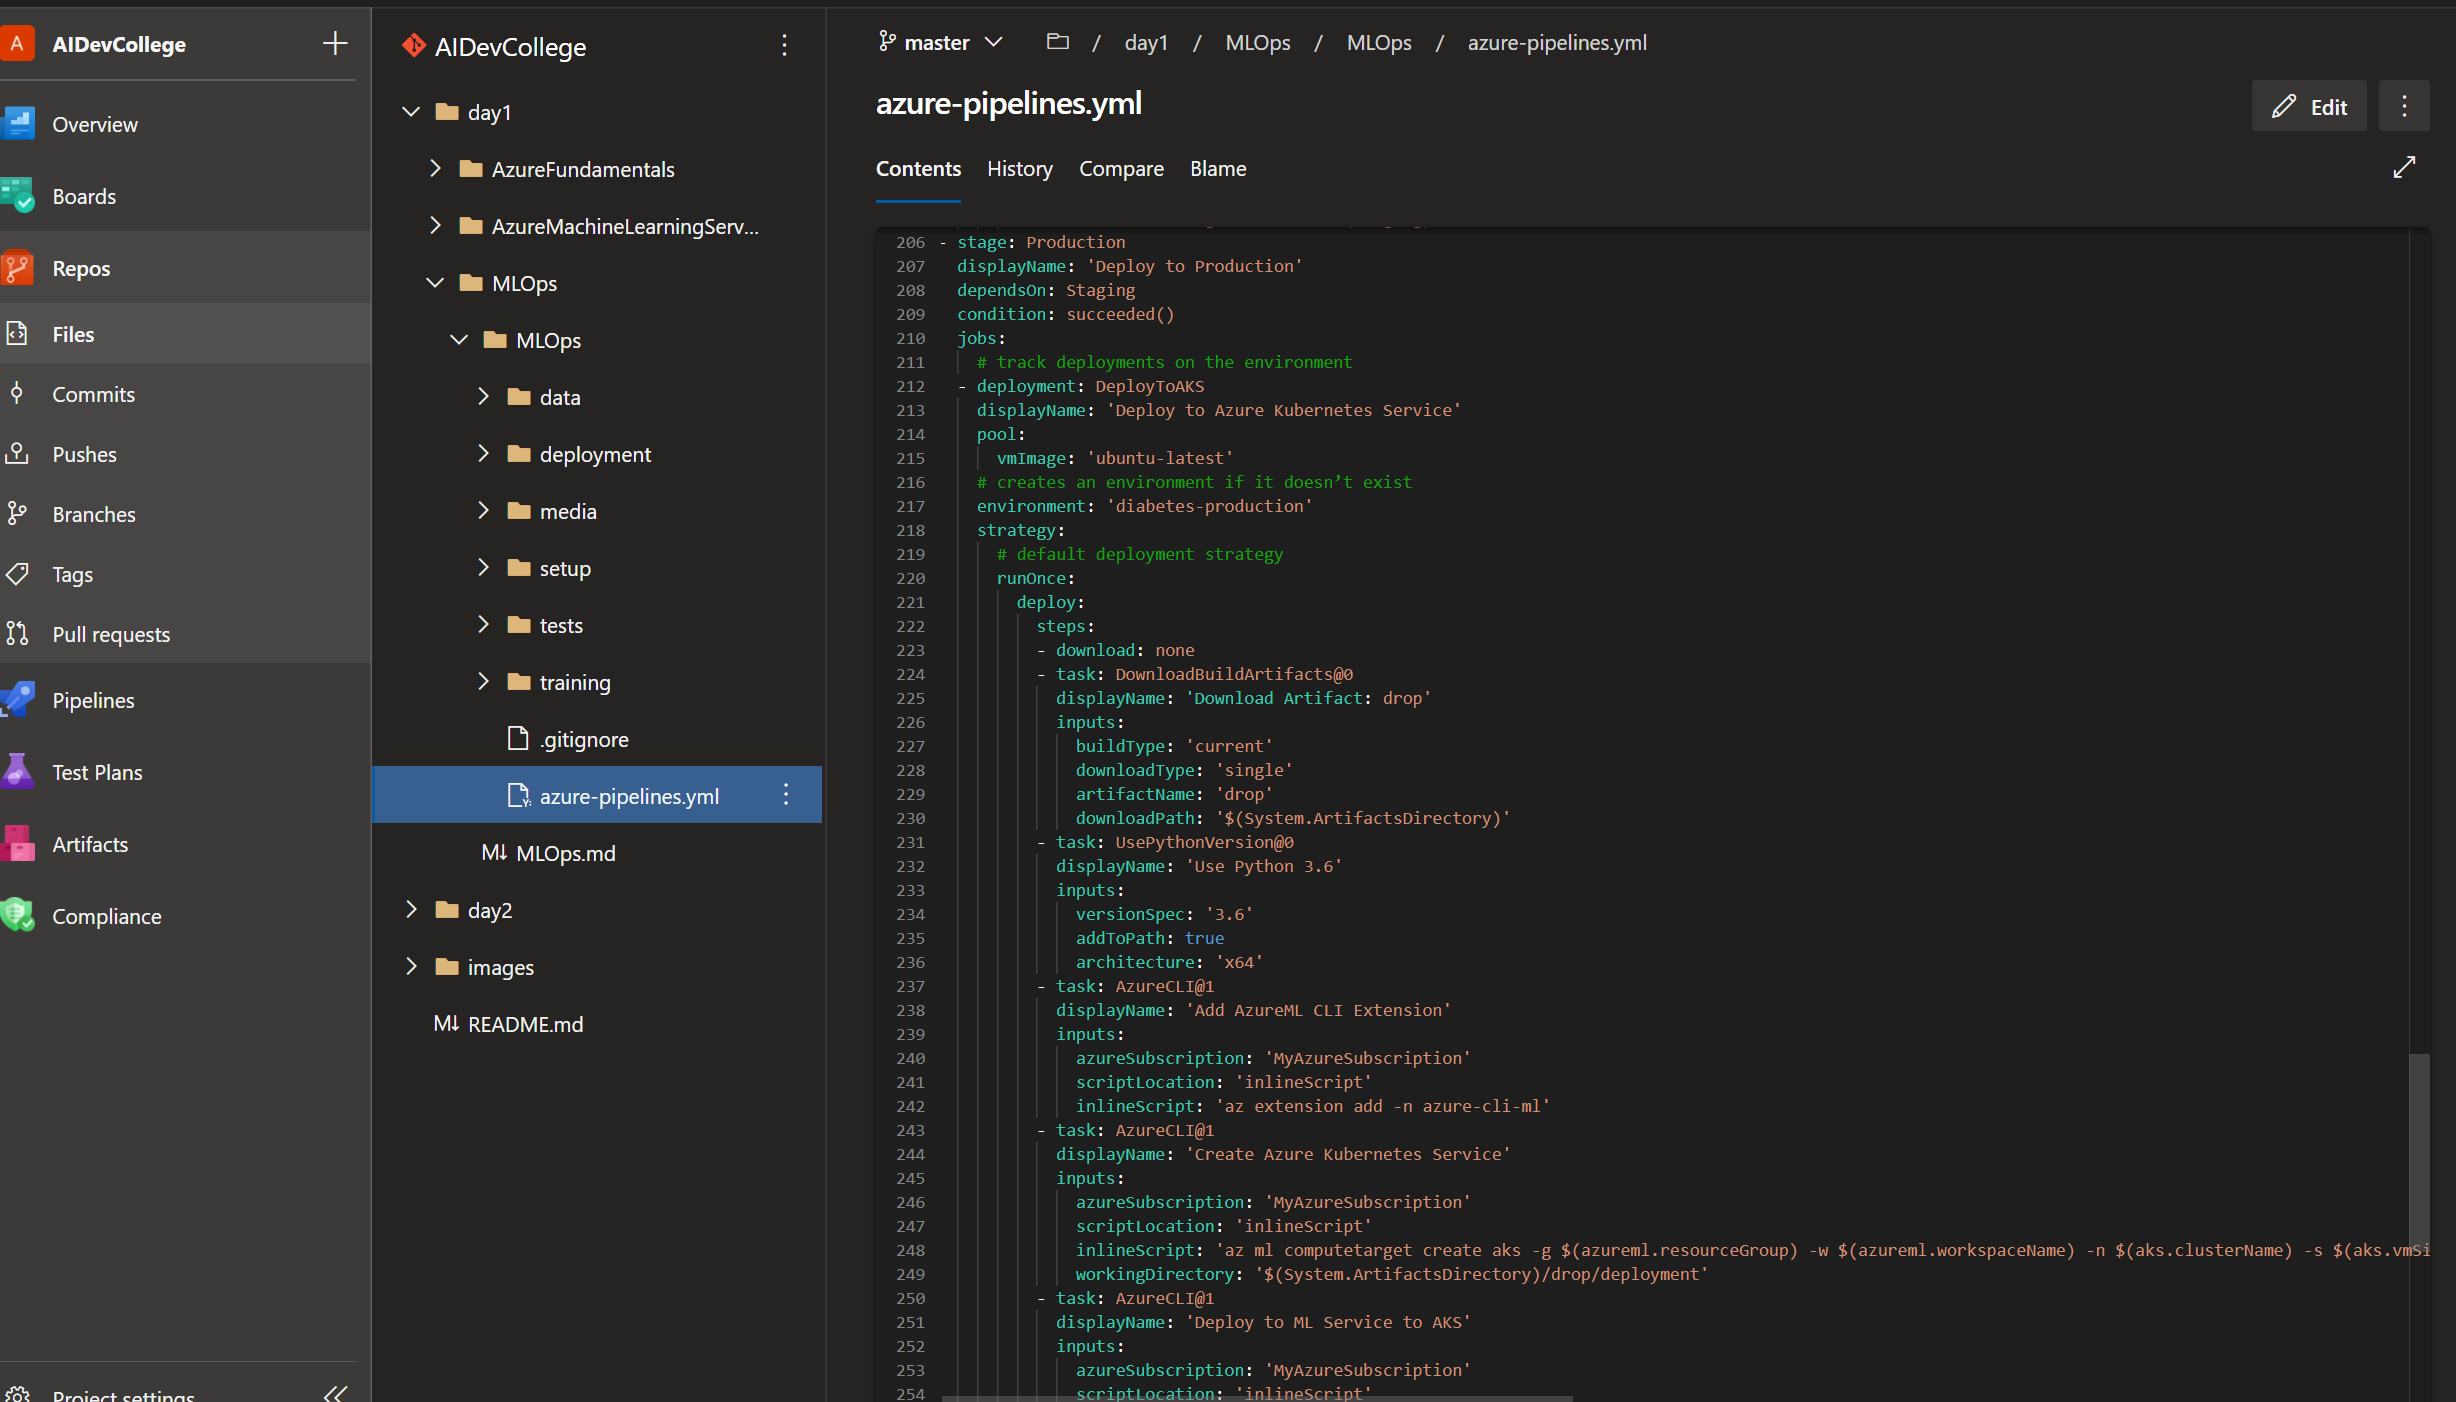 A AIDevCollege
Overview
Boards
Repos
Files
Commits
Pushes
Branches
Tags
Pull requests
Pipelines
Test Plans
Artifacts
Compliance
Project settings
AIDevCollege
day1
AzureFundamentals
AzureMachineLearningServ...
MLOps
MLOps
data
deployment
media
setup
tests
training
.gitignore
azure-pipelines.yml
MLOps.md
day2
images
README.md
master / day1 / MLOps / MLOps / azure-pipelines.yml
azure-pipelines.yml
Edit
Contents History Compare Blame
206 - stage: Production
207 displayName: 'Deploy to Production'
208 dependsOn: Staging
209 condition: succeeded()
210 jobs:
211 # track deployments on the environment
212 - deployment: DeployToAKS
213 displayName: 'Deploy to Azure Kubernetes Service'
214 pool:
215 vmImage: 'ubuntu-latest'
216 # creates an environment if it doesn’t exist
217 environment: 'diabetes-production'
218 strategy:
219 # default deployment strategy
220 runOnce:
221 deploy:
222 steps:
223 - download: none
224 - task: DownloadBuildArtifacts@0
225 displayName: 'Download Artifact: drop'
226 inputs:
227 buildType: 'current'
228 downloadType: 'single'
229 artifactName: 'drop'
230 downloadPath: '$(System.ArtifactsDirectory)'
231 - task: UsePythonVersion@0
232 displayName: 'Use Python 3.6'
233 inputs:
234 versionSpec: '3.6'
235 addToPath: true
236 architecture: 'x64'
237 - task: AzureCLI@1
238 displayName: 'Add AzureML CLI Extension'
239 inputs:
240 azureSubscription: 'MyAzureSubscription'
241 scriptLocation: 'inlineScript'
242 inlineScript: 'az extension add -n azure-cli-ml'
243 - task: AzureCLI@1
244 displayName: 'Create Azure Kubernetes Service'
245 inputs:
246 azureSubscription: 'MyAzureSubscription'
247 scriptLocation: 'inlineScript'
248 inlineScript: 'az ml computetarget create aks -g $(azureml.resourceGroup) -w $(azureml.workspaceName) -n $(aks.clusterName) -s $(aks.vmSi
249 workingDirectory: '$(System.ArtifactsDirectory)/drop/deployment'
250 - task: AzureCLI@1
251 displayName: 'Deploy to ML Service to AKS'
252 inputs:
253 azureSubscription: 'MyAzureSubscription'
254 scriptLocation: 'inlineScript'